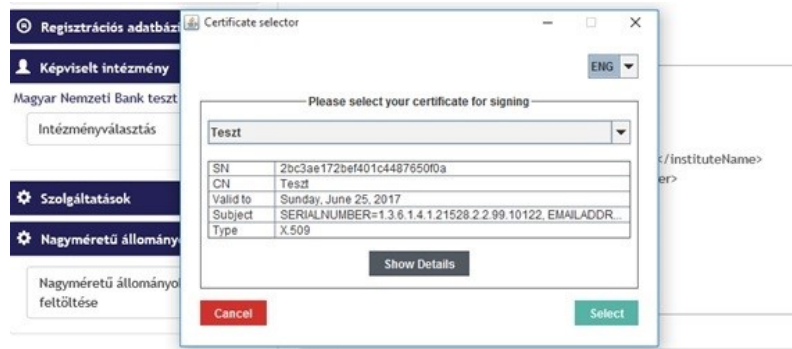 Regisztrációs adatbázi
Képviselt intézmény
Magyar Nemzeti Bank teszt
Intézményválasztás
Szolgáltatások
Nagyméretű állomány
Nagyméretű állományo
feltöltése
Certificate selector
ENG
Please select your certificate for signing
Teszt
SN 2bc3ae172bef401c4487650f0a
CN Teszt
Valid to Sunday, June 25, 2017
Subject SERIALNUMBER=1.3.6.1.4.1.21528.2.2.99.10122, EMAILADDR...
Type X.509
Show Details
Cancel
Select
</instituteName>
er>